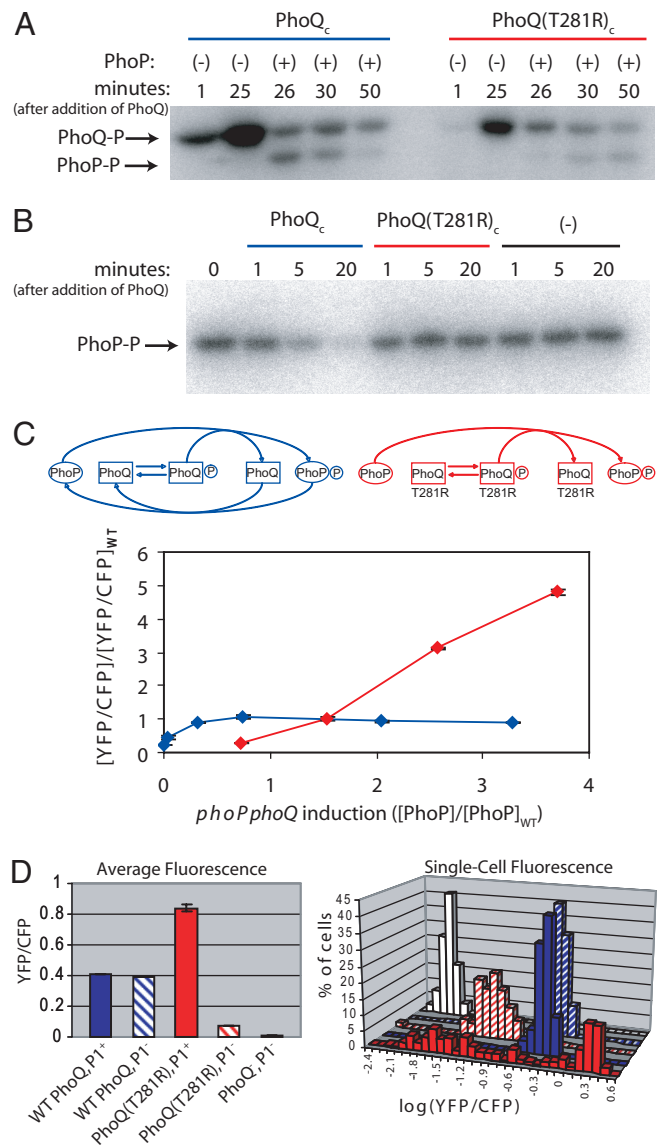 A
PhoQc PhoQ(T281R)c
PhoP: (-) (-) (+) (+) (+) (-) (-) (+) (+) (+)
minutes: 1 25 26 30 50 1 25 26 30 50
(after addition of PhoQ)
PhoQ-P
PhoP-P
B
PhoQc PhoQ(T281R)c (-)
minutes: 0 1 5 20 1 5 20 1 5 20
(after addition of PhoQ)
PhoP-P
C
PhoP PhoQ PhoQ P PhoQ PhoP P
PhoP PhoQ PhoQ P PhoQ PhoP P
T281R T281R T281R
[YFP/CFP]/[YFP/CFP]WT
6
5
4
3
2
1
0
0 1 2 3 4
phoPphoQ induction ([PhoP]/[PhoP]WT)
D
Average Fluorescence
YFP/CFP
1
0.8
0.6
0.4
0.2
0
WT PhoQ, P1+
WT PhoQ, P1-
PhoQ(T281R), P1+
PhoQ(T281R), P1-
PhoQ-, P1-
Single-Cell Fluorescence
% of cells
45
40
35
30
25
20
15
10
5
0
-2.4 -2.1 -1.8 -1.5 -1.2 -0.9 -0.6 -0.3 0 0.3 0.6
log(YFP/CFP)